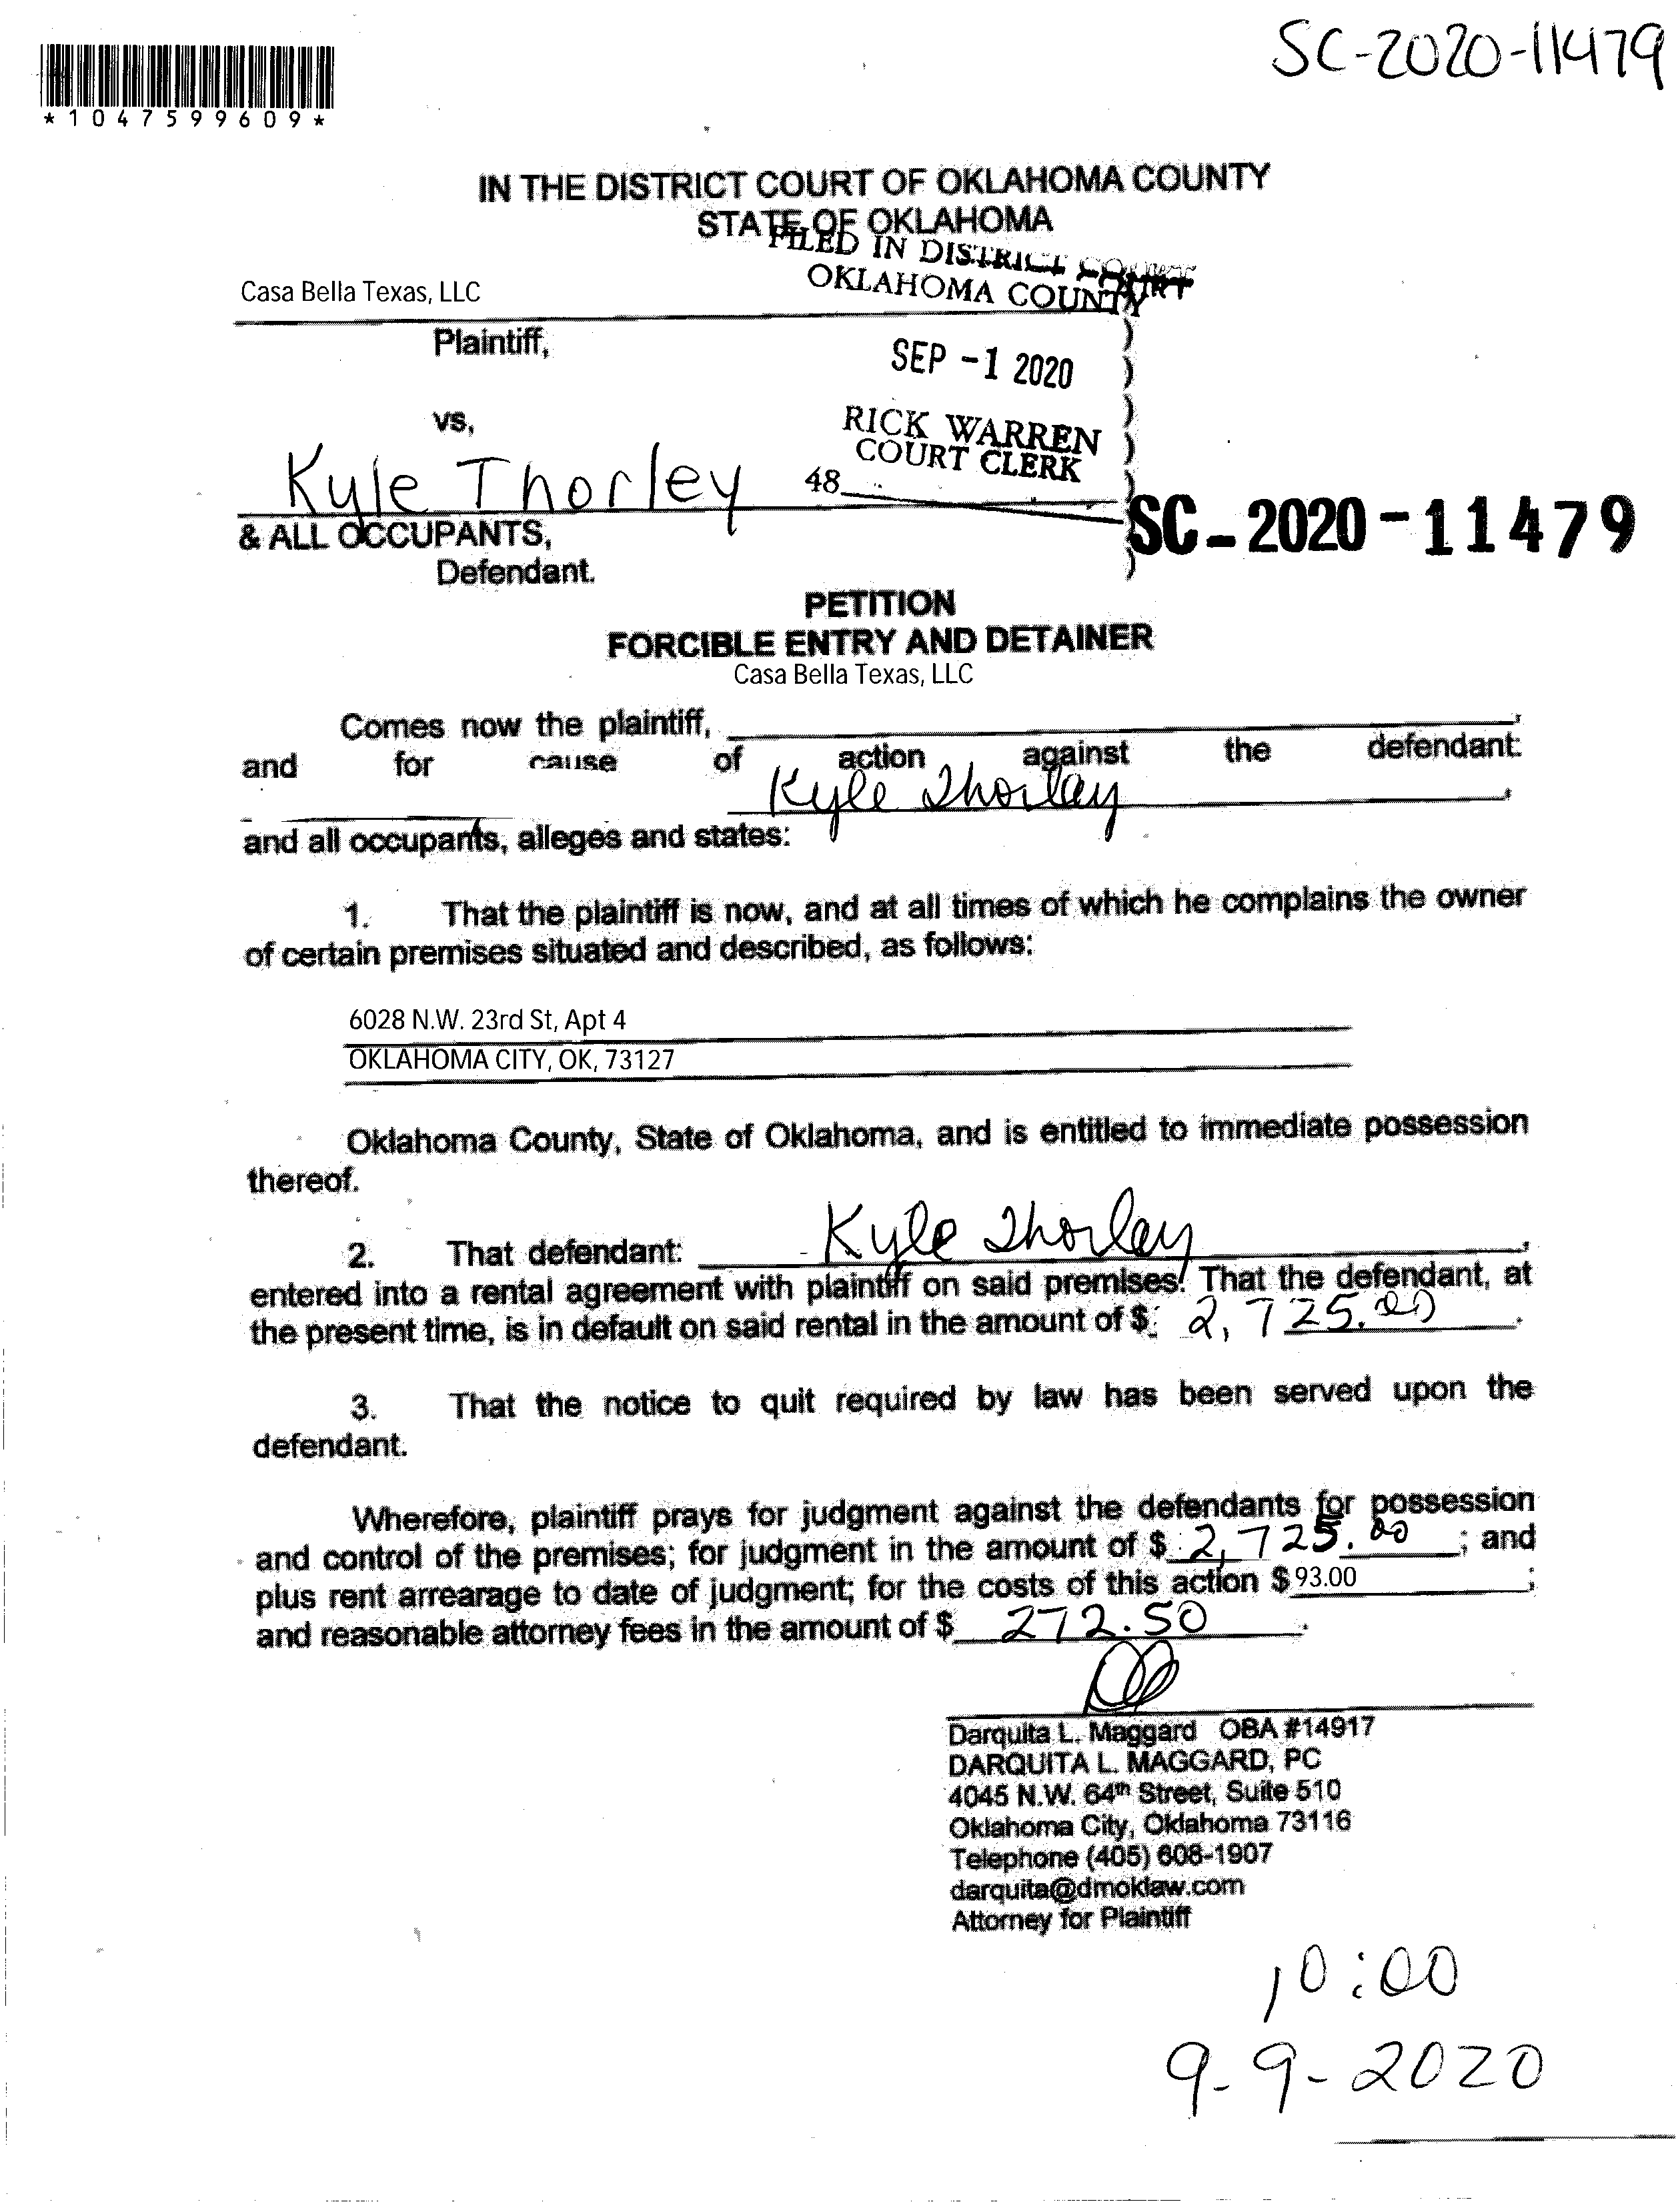 SC-2020-11479
*1047599609*
IN THE DISTRICT COURT OF OKLAHOMA COUNTY
STATE OF OKLAHOMA
FILED IN DISTRICT COURT
OKLAHOMA COUNTY
Casa Bella Texas, LLC
Plaintiff,
SEP -1 2020
vs,
RICK WARREN
COURT CLERK
48
Kyle Thorley
& ALL OCCUPANTS,
SC-2020-11479
Defendant.
PETITION
FORCIBLE ENTRY AND DETAINER
Casa Bella Texas, LLC
Comes now the plaintiff, ,
and for cause of action against the defendant:
Kyle Thorley ,
and all occupants, alleges and states:
1. That the plaintiff is now, and at all times of which he complains the owner
of certain premises situated and described, as follows:
6028 N.W. 23rd St, Apt 4
OKLAHOMA CITY, OK, 73127
Oklahoma County, State of Oklahoma, and is entitled to immediate possession
thereof.
2. That defendant: Kyle Thorley ,
entered into a rental agreement with plaintiff on said premises. That the defendant, at
the present time, is in default on said rental in the amount of $: 2,725.00 .
3. That the notice to quit required by law has been served upon the
defendant.
Wherefore, plaintiff prays for judgment against the defendants for possession
and control of the premises; for judgment in the amount of $ 2,725.00 ; and
plus rent arrearage to date of judgment; for the costs of this action $ 93.00 ;
and reasonable attorney fees in the amount of $ 272.50 .
Darquita L. Maggard OBA #14917
DARQUITA L. MAGGARD, PC
4045 N.W. 64th Street, Suite 510
Oklahoma City, Oklahoma 73116
Telephone (405) 608-1907
darquita@dmoklaw.com
Attorney for Plaintiff
10:00
9-9-2020